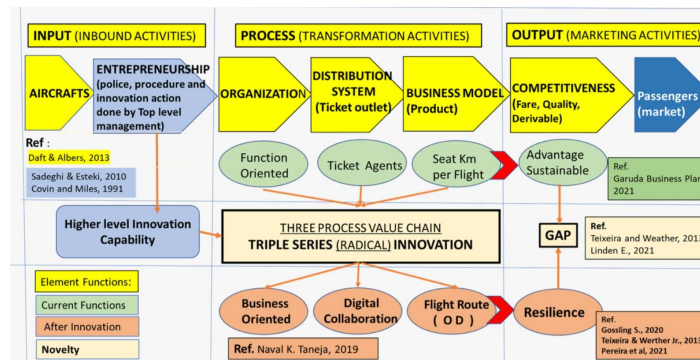 INPUT (INBOUND ACTIVITIES)
PROCESS (TRANSFORMATION ACTIVITIES)
OUTPUT (MARKETING ACTIVITIES)
AIRCRAFTS
ENTREPRENEURSHIP
(police, procedure and
innovation action
done by Top level
management)
ORGANIZATION
DISTRIBUTION
SYSTEM
(Ticket outlet)
BUSINESS MODEL
(Product)
COMPETITIVENESS
(Fare, Quality,
Derivable)
Passengers
(market)
Ref :
Daft & Albers, 2013
Sadeghi & Esteki, 2010
Covin and Miles, 1991
Function
Oriented
Ticket Agents
Seat Km
per Flight
Advantage
Sustainable
Ref.
Garuda Business Plan
2021
Higher level Innovation
Capability
THREE PROCESS VALUE CHAIN
TRIPLE SERIES (RADICAL) INNOVATION
GAP
Ref.
Teixeira and Weather, 201
Linden E., 2021
Element Functions:
Current Functions
After Innovation
Novelty
Business
Oriented
Digital
Collaboration
Flight Route
( O D )
Resilience
Ref. Naval K. Taneja, 2019
Ref.
Gossling S., 2020
Teixeira & Werther Jr., 201
Pereira et al, 2021